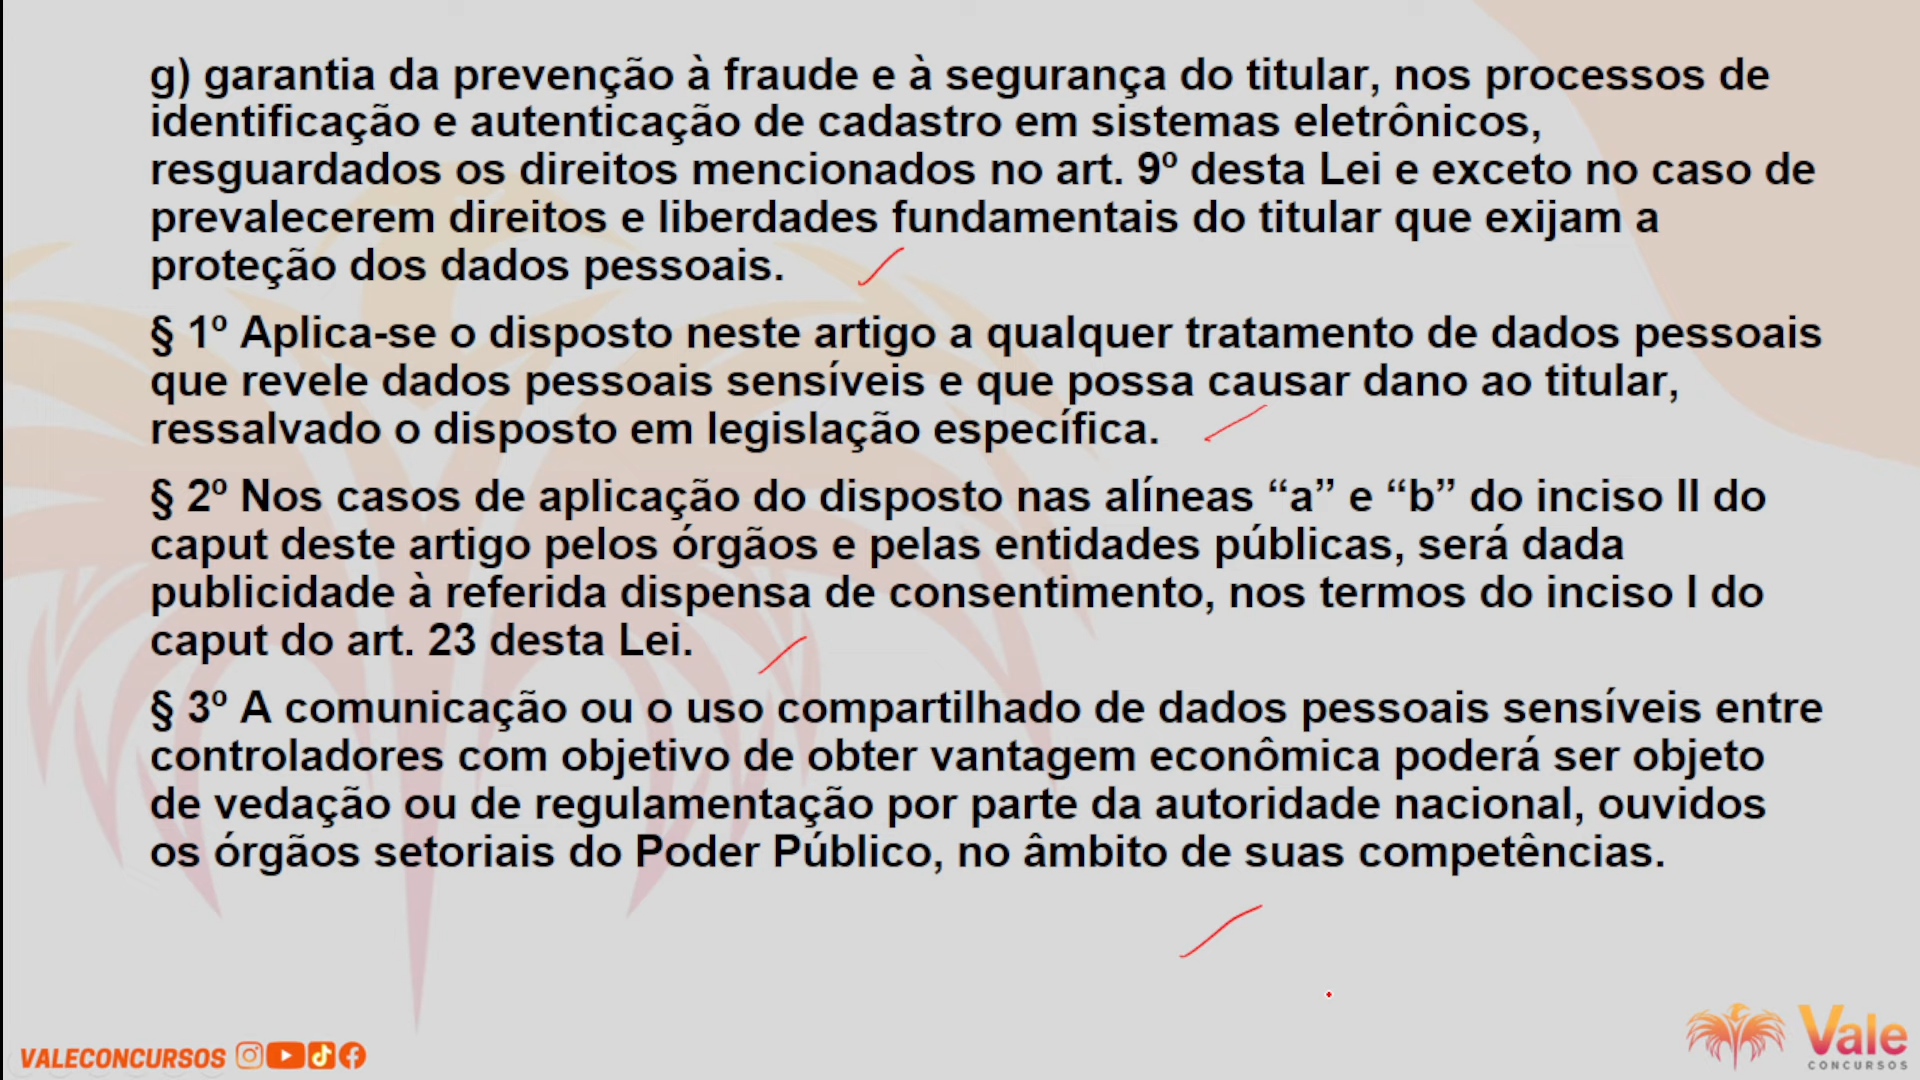 g) garantia da prevenção à fraude e à segurança do titular, nos processos de
identificação e autenticação de cadastro em sistemas eletrônicos,
resguardados os direitos mencionados no art. 9º desta Lei e exceto no caso de
prevalecerem direitos e liberdades fundamentais do titular que exijam a
proteção dos dados pessoais.
§ 1º Aplica-se o disposto neste artigo a qualquer tratamento de dados pessoais
que revele dados pessoais sensíveis e que possa causar dano ao titular,
ressalvado o disposto em legislação específica.
§ 2º Nos casos de aplicação do disposto nas alíneas “a” e “b” do inciso II do
caput deste artigo pelos órgãos e pelas entidades públicas, será dada
publicidade à referida dispensa de consentimento, nos termos do inciso I do
caput do art. 23 desta Lei.
§ 3º A comunicação ou o uso compartilhado de dados pessoais sensíveis entre
controladores com objetivo de obter vantagem econômica poderá ser objeto
de vedação ou de regulamentação por parte da autoridade nacional, ouvidos
os órgãos setoriais do Poder Público, no âmbito de suas competências.
VALECONCURSOS
Vale
CONCURSOS